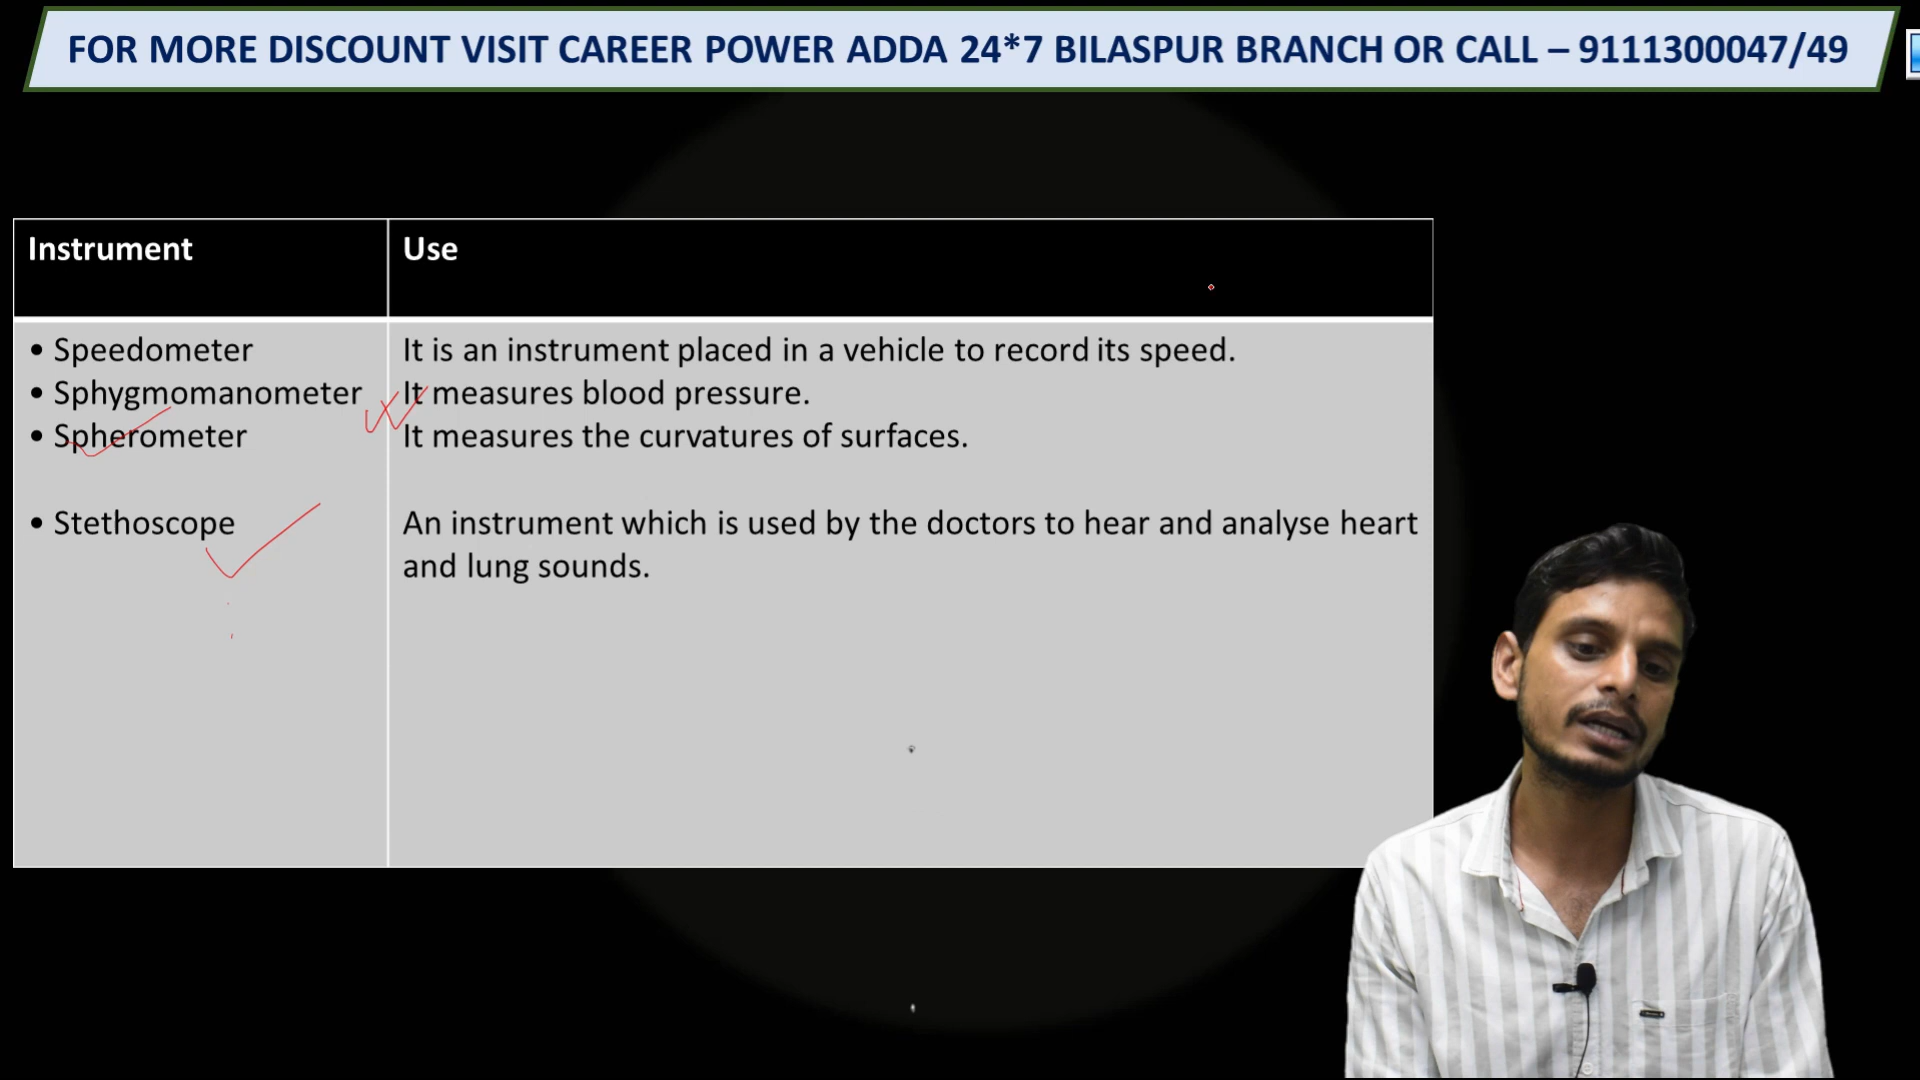 FOR MORE DISCOUNT VISIT CAREER POWER ADDA 24*7 BILASPUR BRANCH OR CALL – 9111300047/49
Instrument Use
• Speedometer It is an instrument placed in a vehicle to record its speed.
• Sphygmomanometer It measures blood pressure.
• Spherometer It measures the curvatures of surfaces.
• Stethoscope An instrument which is used by the doctors to hear and analyse heart
and lung sounds.